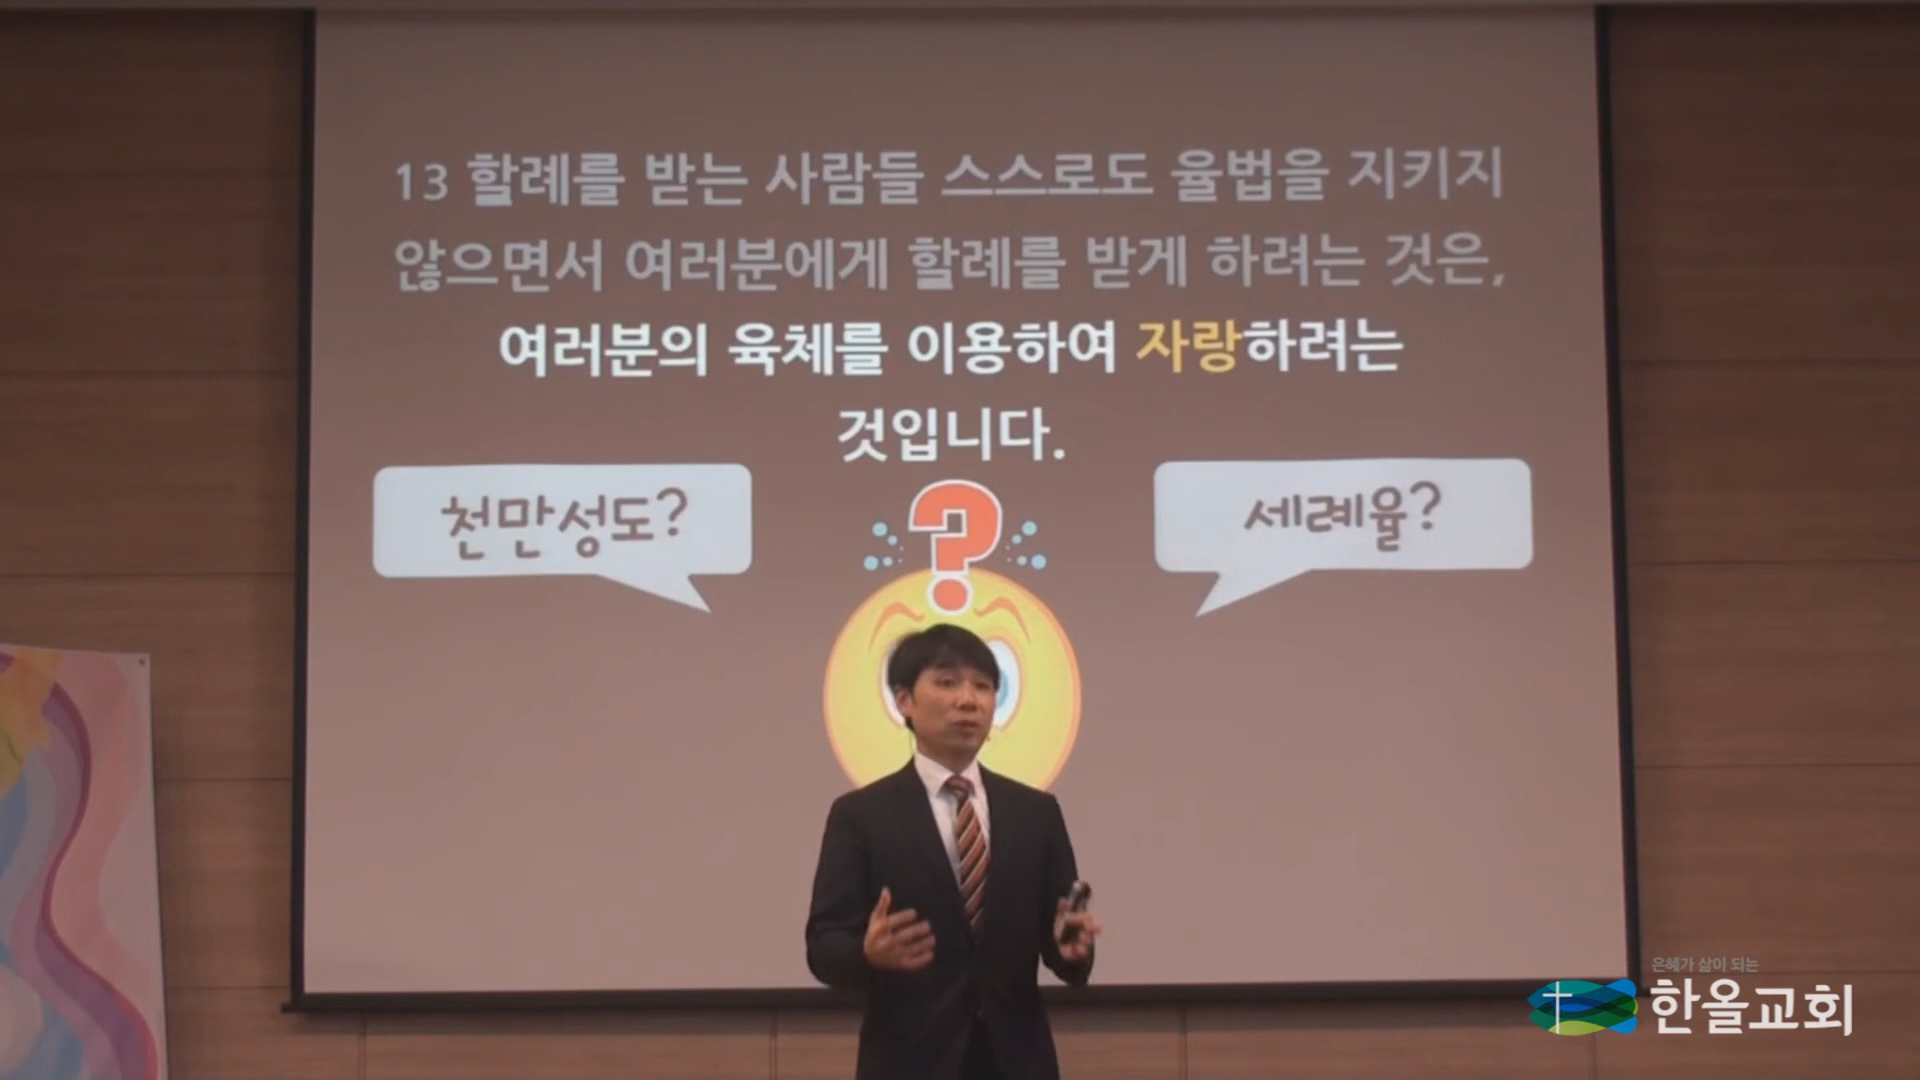 13 할례를 받는 사람들 스스로도 율법을 지키지
않으면서 여러분에게 할례를 받게 하려는 것은,
여러분의 육체를 이용하여 자랑하려는
것입니다.
천만성도?
세례율?
?
은혜가 삶이 되는
한올교회